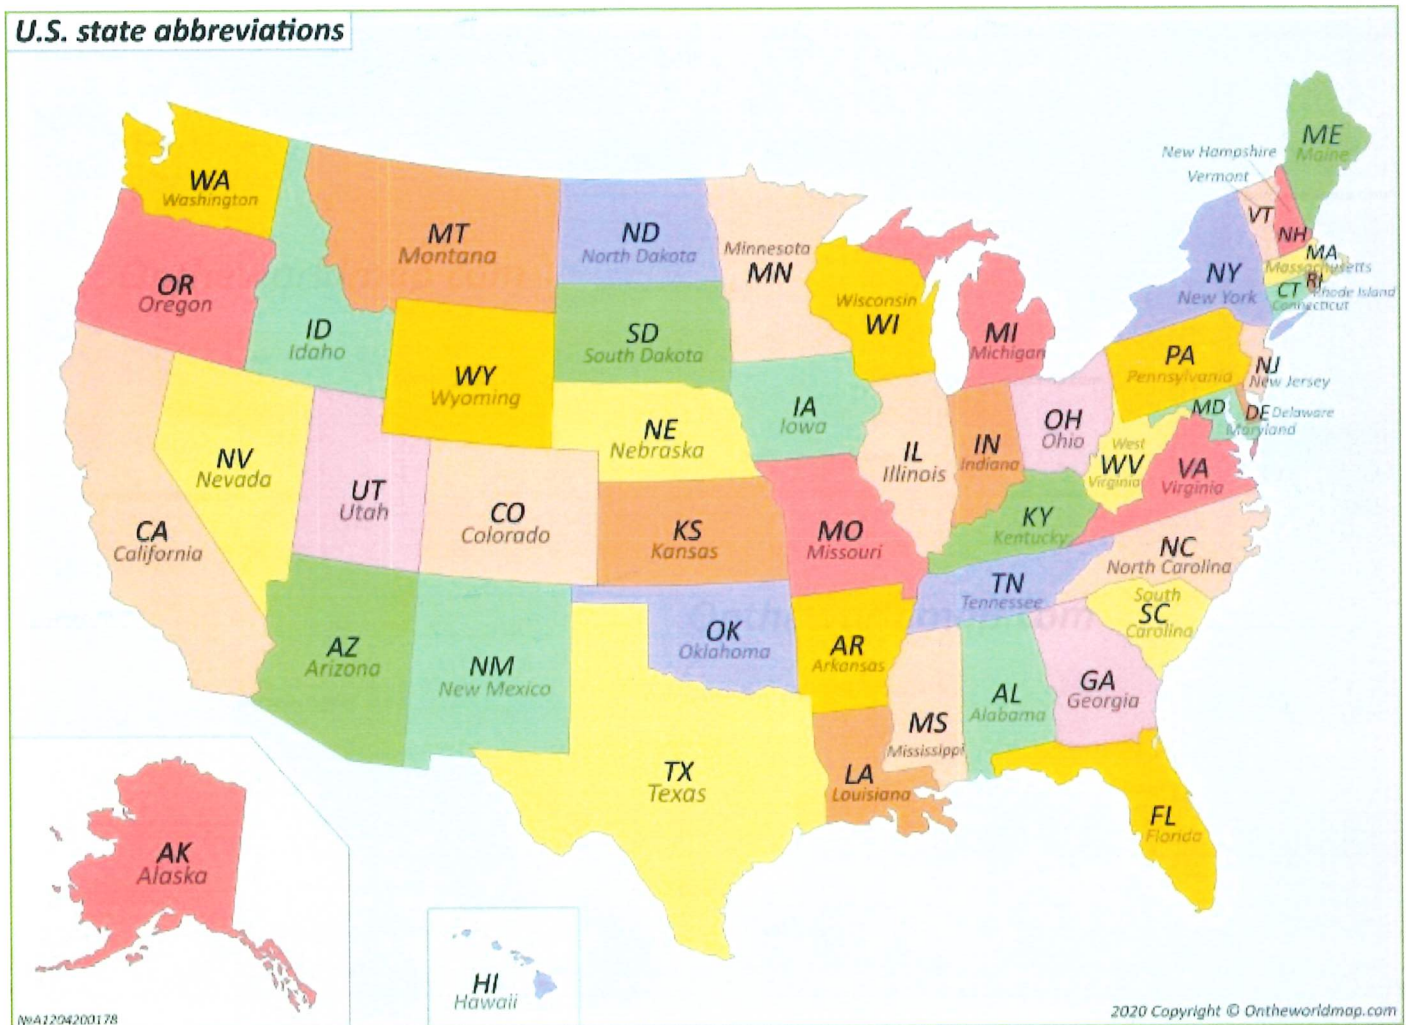 U.S. state abbreviations
WA
Washington
OR
Oregon
CA
California
NV
Nevada
ID
Idaho
MT
Montana
WY
Wyoming
UT
Utah
CO
Colorado
AZ
Arizona
NM
New Mexico
ND
North Dakota
SD
South Dakota
NE
Nebraska
KS
Kansas
OK
Oklahoma
TX
Texas
Minnesota
MN
IA
Iowa
MO
Missouri
AR
Arkansas
LA
Louisiana
Wisconsin
WI
IL
Illinois
MI
Michigan
IN
Indiana
OH
Ohio
KY
Kentucky
TN
Tennessee
MS
Mississippi
AL
Alabama
GA
Georgia
FL
Florida
South
SC
Carolina
NC
North Carolina
VA
Virginia
West
WV
Virginia
PA
Pennsylvania
NY
New York
New Hampshire
Vermont
VT
NH
ME
Maine
MA
Massachusetts
RI
Rhode Island
CT
Connecticut
NJ
New Jersey
MD
DE Delaware
Maryland
AK
Alaska
HI
Hawaii
№A1204200178
2020 Copyright © Ontheworldmap.com